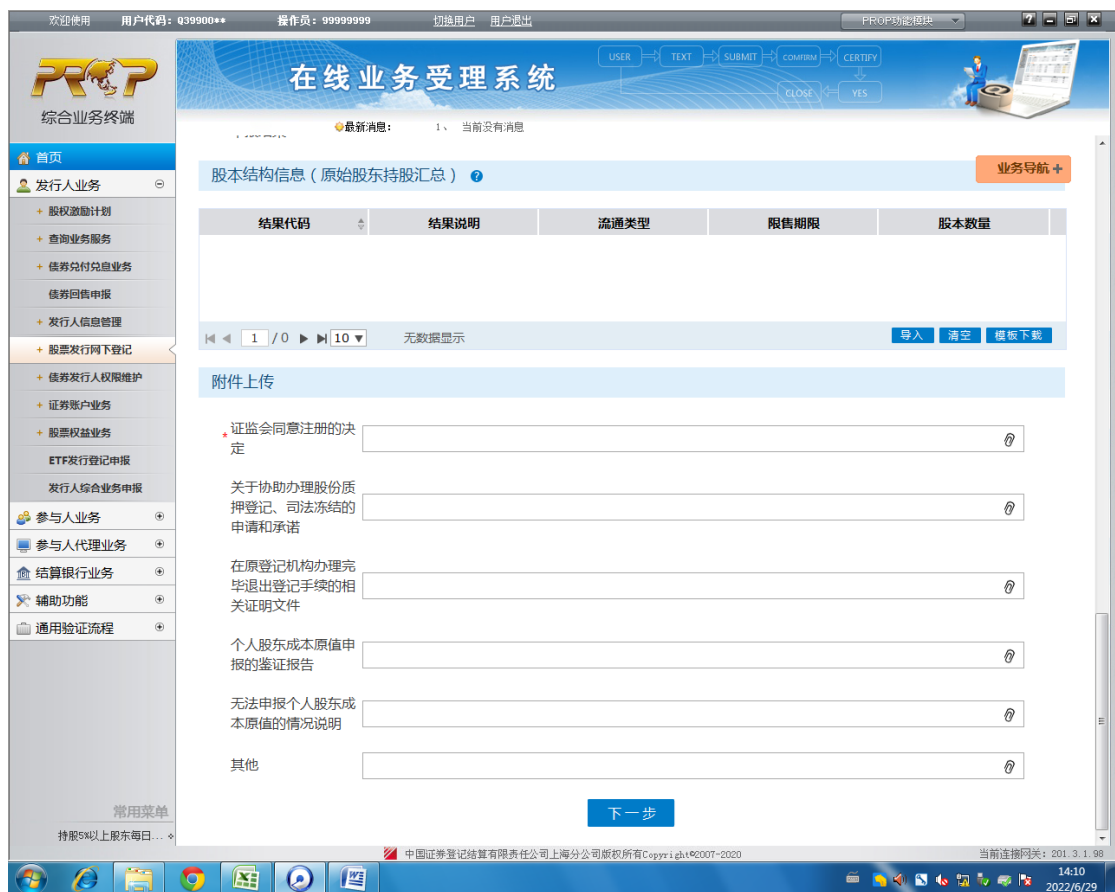 欢迎使用 用户代码: Q39900** 操作员: 99999999 切换用户 用户退出 PROP功能模块
PROP
综合业务终端
在线业务受理系统
USER TEXT SUBMIT COMFIRM CERTIFY
CLOSE YES
最新消息: 1、 当前没有消息
首页
发行人业务
股权激励计划
查询业务服务
债券兑付兑息业务
债券回售申报
发行人信息管理
股票发行网下登记
债券发行人权限维护
证券账户业务
股票权益业务
ETF发行登记申报
发行人综合业务申报
参与人业务
参与人代理业务
结算银行业务
辅助功能
通用验证流程
常用菜单
持股5%以上股东每日...
股本结构信息（原始股东持股汇总）
业务导航
结果代码 结果说明 流通类型 限售期限 股本数量
1 / 0 10 无数据显示 导入 清空 模板下载
附件上传
*证监会同意注册的决
定
关于协助办理股份质
押登记、司法冻结的
申请和承诺
在原登记机构办理完
毕退出登记手续的相
关证明文件
个人股东成本原值申
报的鉴证报告
无法申报个人股东成
本原值的情况说明
其他
下一步
中国证券登记结算有限责任公司上海分公司版权所有Copyright©2007-2020
当前连接网关: 201.3.1.98
14:10
2022/6/29